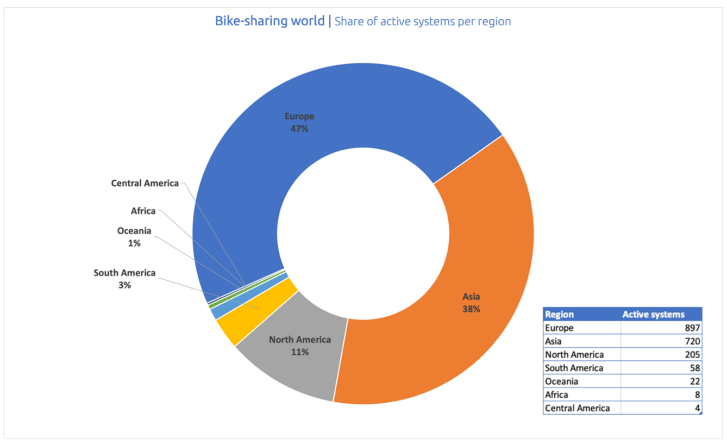 Bike-sharing world | Share of active systems per region
Europe
47%
Central America
Africa
Oceania
1%
South America
3%
Asia
38%
North America
11%
Region Active systems
Europe 897
Asia 720
North America 205
South America 58
Oceania 22
Africa 8
Central America 4